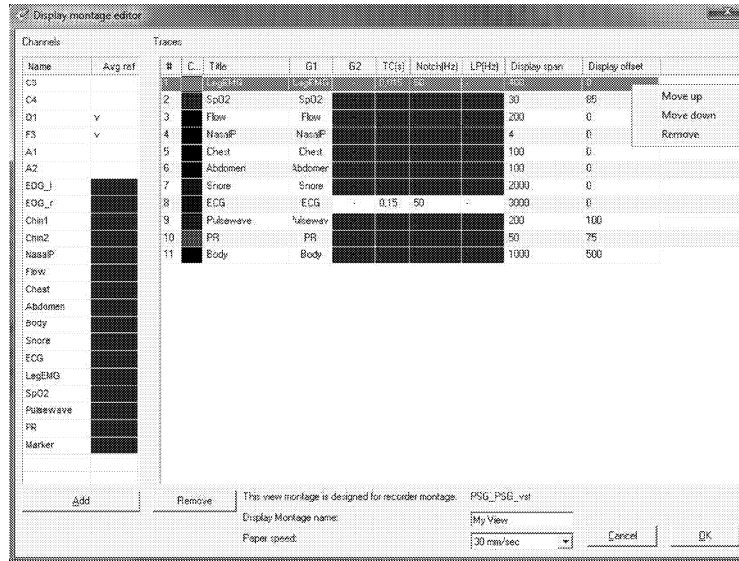 Display montage editor
Channels Traces
Name Avg ref
C3
C4
O1 v
F3 v
A1
A2
EOG_l
EOG_r
Chin1
Chin2
NasalP
Flow
Chest
Abdomen
Body
Snore
ECG
LegEMG
SpO2
Pulsewave
PR
Marker
# C... Title G1 G2 TC(s) Notch(Hz) LP(Hz) Display span Display offset
1 LegEMG LegEMG - 0,015 50 - 400 0
2 SpO2 SpO2 30 85
3 Flow Flow 200 0
4 NasalP NasalP 4 0
5 Chest Chest 100 0
6 Abdomen Abdomer 100 0
7 Snore Snore 2000 0
8 ECG ECG - 0,15 50 - 3000 0
9 Pulsewave 200 100
10 PR PR 50 75
11 Body Body 1000 500
Move up
Move down
Remove
Add Remove
This view montage is designed for recorder montage. PSG_PSG_vst
Display Montage name: My View
Paper speed: 30 mm/sec
Cancel OK